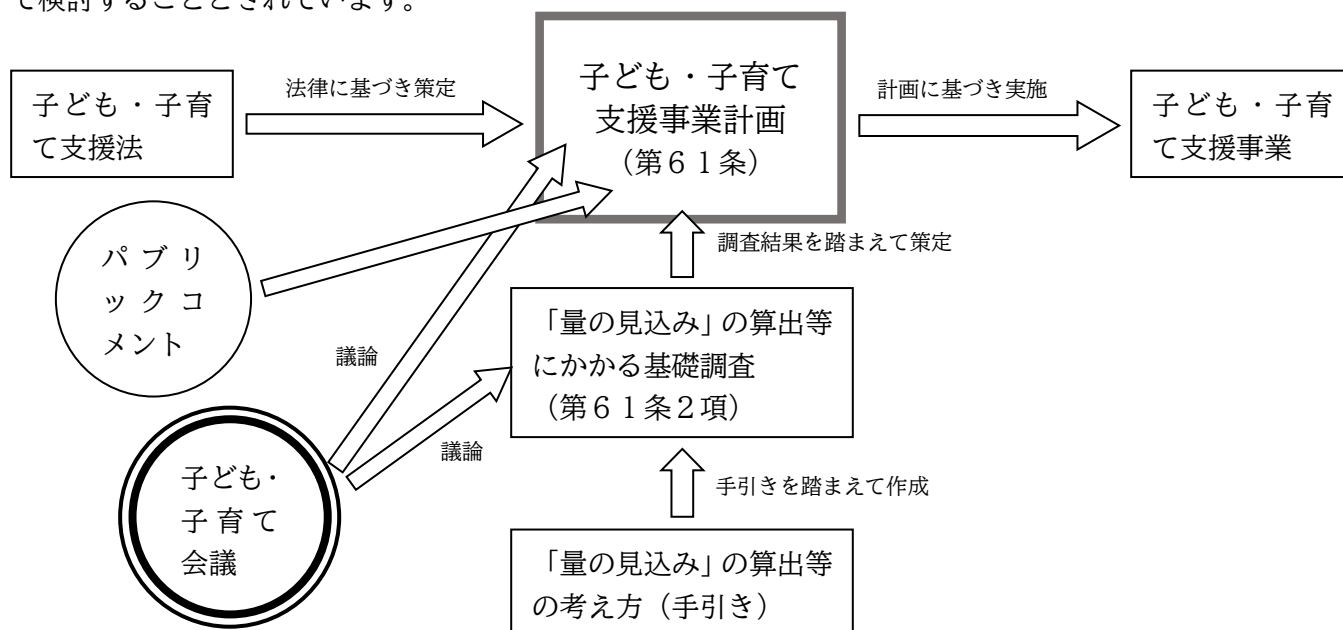 て検討することとされています。
子ども・子育
て支援法
法律に基づき策定
子ども・子育て
支援事業計画
（第６１条）
計画に基づき実施
子ども・子育
て支援事業
パブリ
ックコ
メント
調査結果を踏まえて策定
「量の見込み」の算出等
にかかる基礎調査
（第６１条２項）
議論
議論
子ども・
子育て
会議
手引きを踏まえて作成
「量の見込み」の算出等
の考え方（手引き）